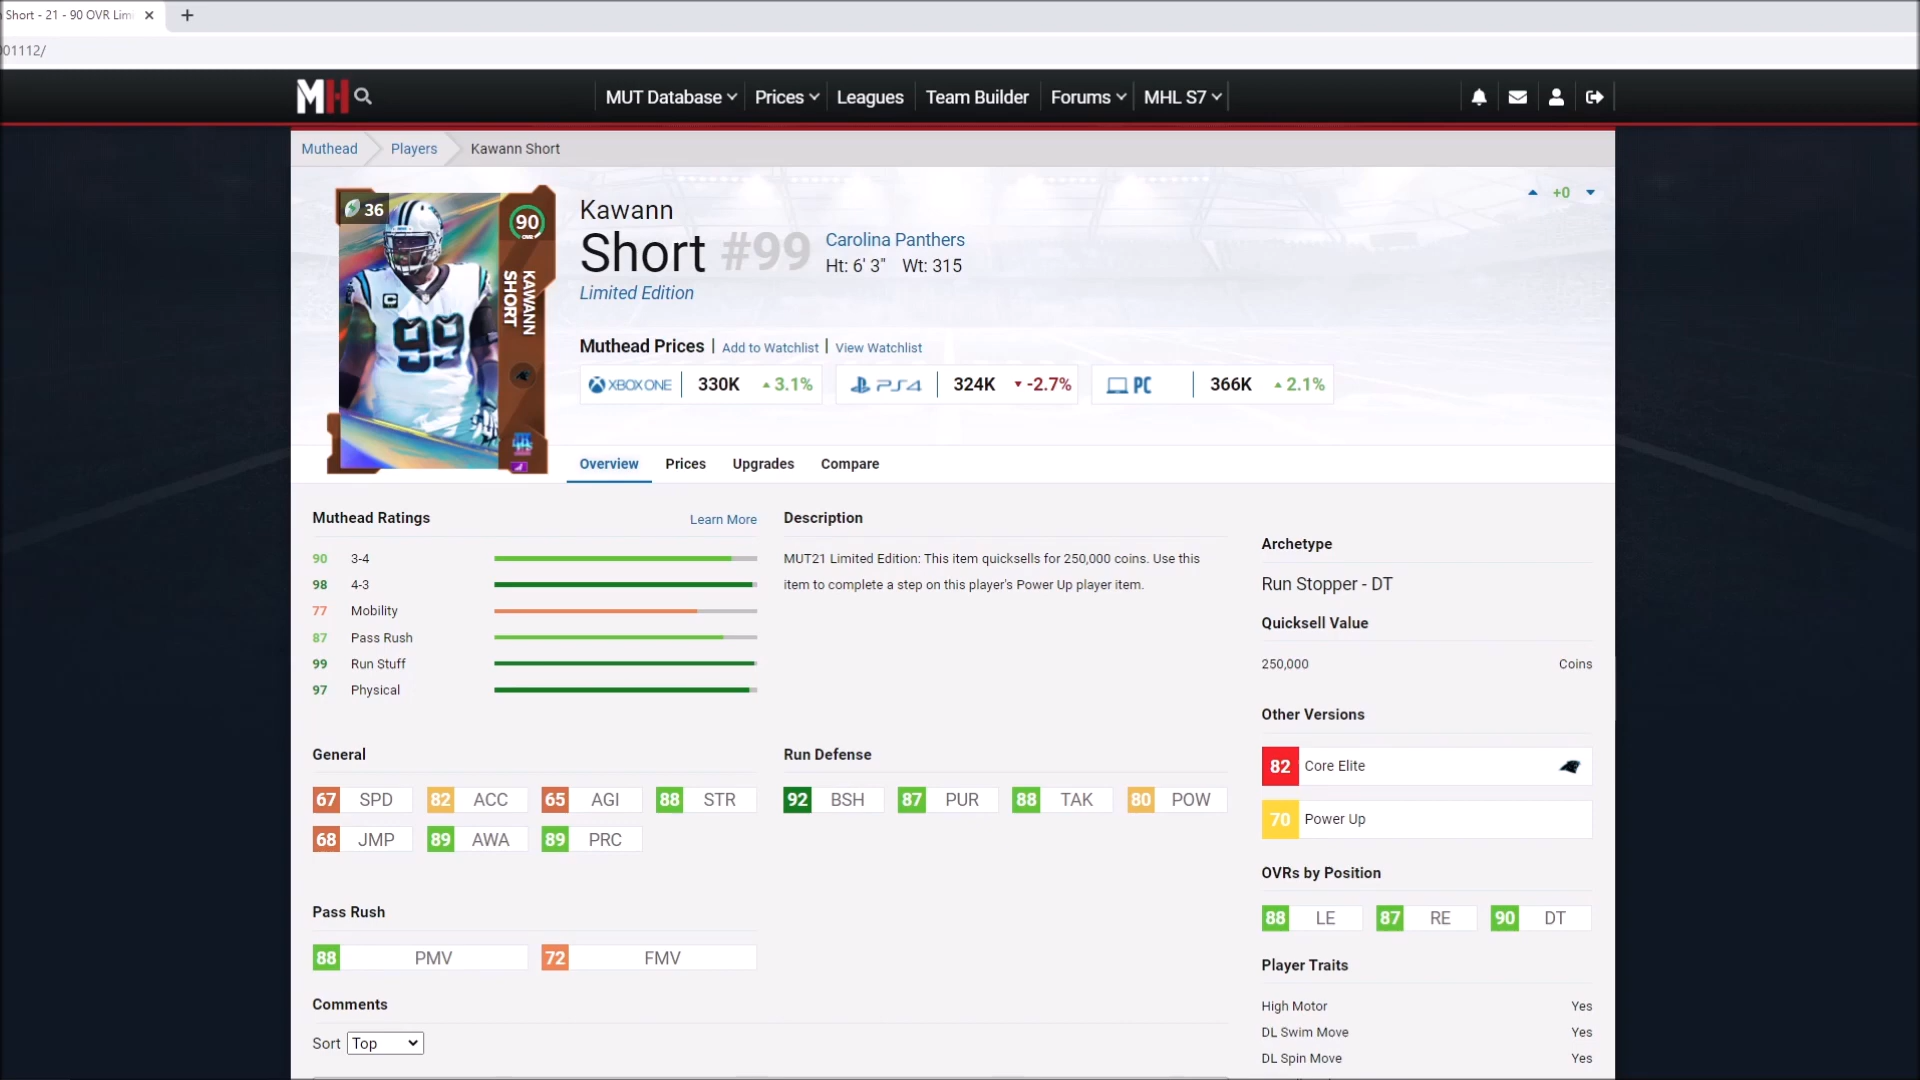 Short - 21 - 90 OVR Lim
01112/
MH
MUT Database
Prices
Leagues
Team Builder
Forums
MHL S7
Muthead
Players
Kawann Short
36
90
OVR
KAWANN
SHORT
99
C
Kawann
Short #99
Carolina Panthers
Ht: 6' 3" Wt: 315
Limited Edition
+0
Muthead Prices | Add to Watchlist | View Watchlist
XBOX ONE 330K 3.1%
PS4 324K -2.7%
PC 366K 2.1%
Overview
Prices
Upgrades
Compare
Muthead Ratings
Learn More
90 3-4
98 4-3
77 Mobility
87 Pass Rush
99 Run Stuff
97 Physical
Description
MUT21 Limited Edition: This item quicksells for 250,000 coins. Use this
item to complete a step on this player's Power Up player item.
Archetype
Run Stopper - DT
Quicksell Value
250,000 Coins
Other Versions
82 Core Elite
70 Power Up
General
67 SPD 82 ACC 65 AGI 88 STR
68 JMP 89 AWA 89 PRC
Run Defense
92 BSH 87 PUR 88 TAK 80 POW
OVRs by Position
88 LE 87 RE 90 DT
Pass Rush
88 PMV 72 FMV
Player Traits
High Motor Yes
DL Swim Move Yes
DL Spin Move Yes
Comments
Sort Top